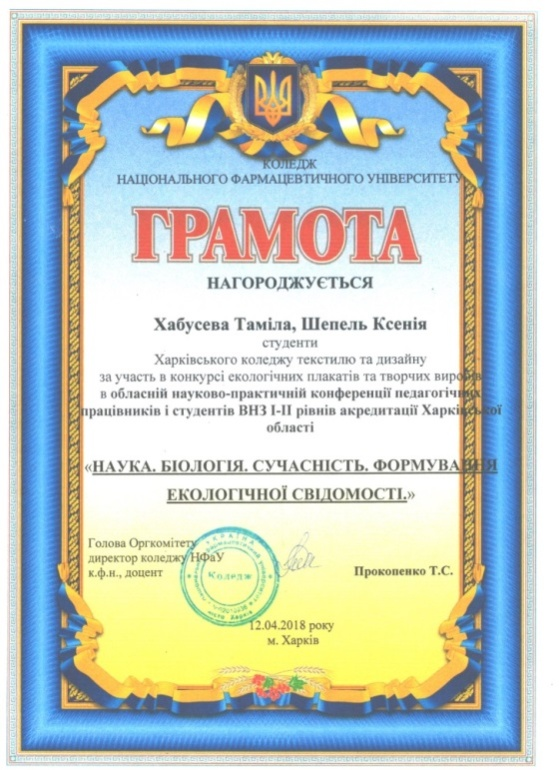 КОЛЕДЖ
НАЦІОНАЛЬНОГО ФАРМАЦЕВТИЧНОГО УНІВЕРСИТЕТУ
ГРАМОТА
НАГОРОДЖУЄТЬСЯ
Хабусева Таміла, Шепель Ксенія
студенти
Харківського коледжу текстилю та дизайну
за участь в конкурсі екологічних плакатів та творчих виробів
в обласній науково-практичній конференції педагогічних
працівників і студентів ВНЗ І-ІІ рівнів акредитації Харківської
області
«НАУКА. БІОЛОГІЯ. СУЧАСНІСТЬ. ФОРМУВАННЯ
ЕКОЛОГІЧНОЇ СВІДОМОСТІ.»
Голова Оргкомітету
директор коледжу НФаУ
к.ф.н., доцент
Прокопенко Т.С.
УКРАЇНА
Коледж
12.04.2018 року
м. Харків